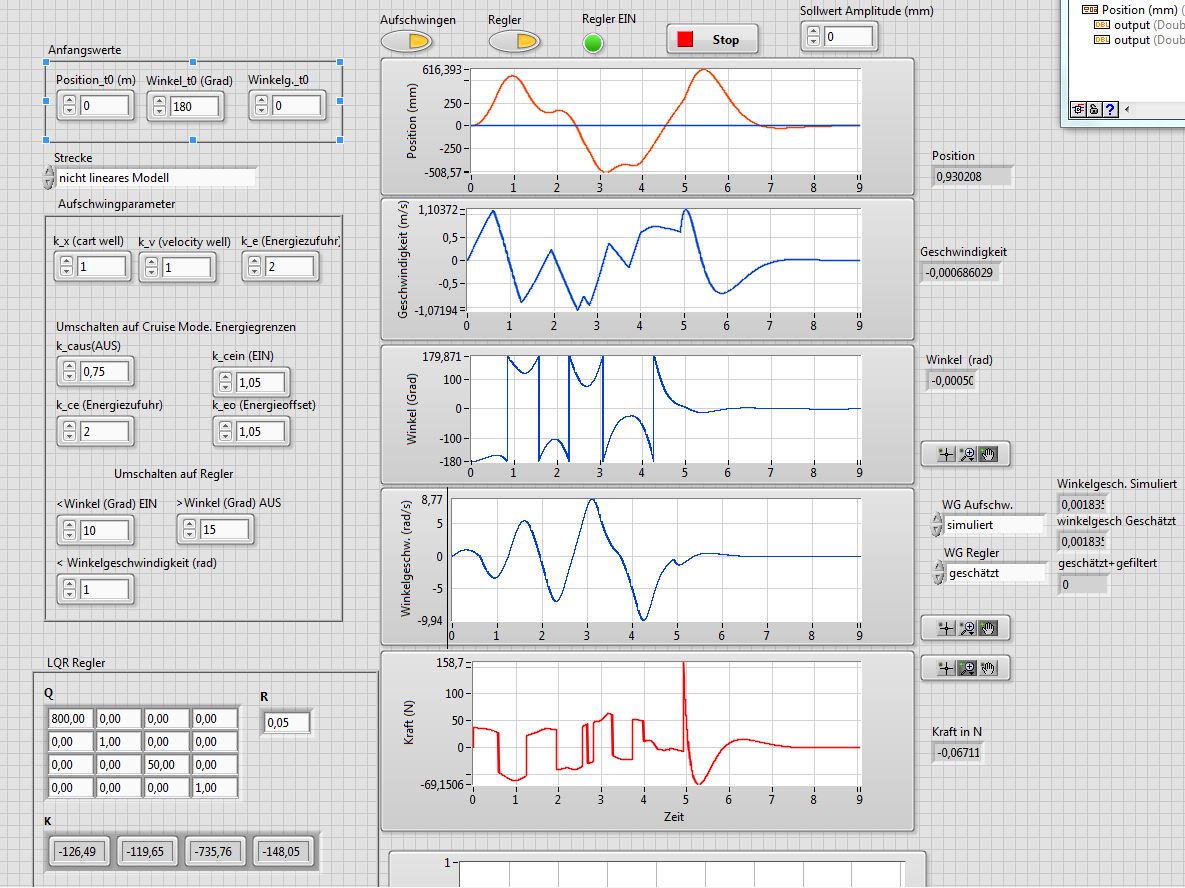 Aufschwingen
Regler
Regler EIN
Stop
Sollwert Amplitude (mm)
0
Position (mm) (
output (Doub
output (Doub
Anfangswerte
Position_t0 (m) Winkel_t0 (Grad) Winkelg._t0
0 180 0
Strecke
nicht lineares Modell
Aufschwingparameter
k_x (cart well) k_v (velocity well) k_e (Energiezufuhr)
1 1 2
Umschalten auf Cruise Mode. Energiegrenzen
k_caus(AUS)
0,75
k_cein (EIN)
1,05
k_ce (Energiezufuhr)
2
k_eo (Energieoffset)
1,05
Umschalten auf Regler
<Winkel (Grad) EIN >Winkel (Grad) AUS
10 15
< Winkelgeschwindigkeit (rad)
1
LQR Regler
Q
800,00 0,00 0,00 0,00
0,00 1,00 0,00 0,00
0,00 0,00 50,00 0,00
0,00 0,00 0,00 1,00
R
0,05
K
-126,49 -119,65 -735,76 -148,05
Position (mm)
616,393
250
0
-250
-508,57
0 1 2 3 4 5 6 7 8 9
Geschwindigkeit (m/s)
1,10372
0,5
0
-0,5
-1,07194
0 1 2 3 4 5 6 7 8 9
Winkel (Grad)
179,871
100
0
-100
-180
0 1 2 3 4 5 6 7 8 9
Winkelgeschw. (rad/s)
8,77
5
0
-5
-9,94
0 1 2 3 4 5 6 7 8 9
Kraft (N)
158,7
100
50
0
-69,1506
0 1 2 3 4 5 6 7 8 9
Zeit
1
Position
0,930208
Geschwindigkeit
-0,000686029
Winkel (rad)
-0,00050
WG Aufschw.
simuliert
WG Regler
geschätzt
Winkelgesch. Simuliert
0,001835
winkelgesch Geschätzt
0,001835
geschätzt+gefiltert
0
Kraft in N
-0,06711